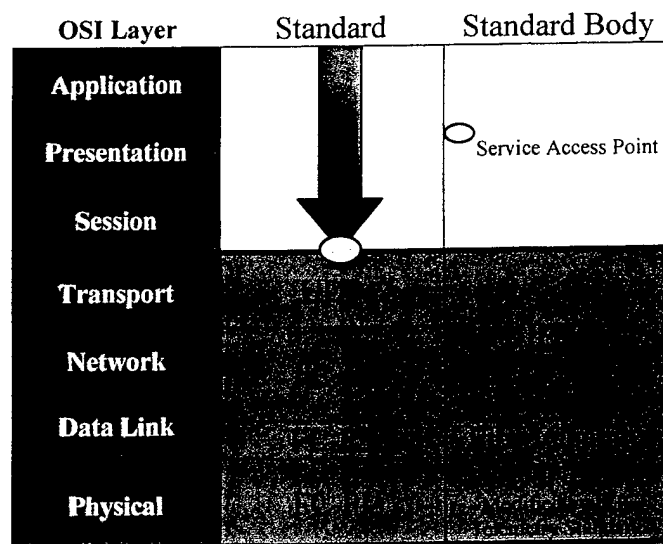 OSI Layer Standard Standard Body
Application
Presentation
Service Access Point
Session
Transport
Network
Data Link
Physical